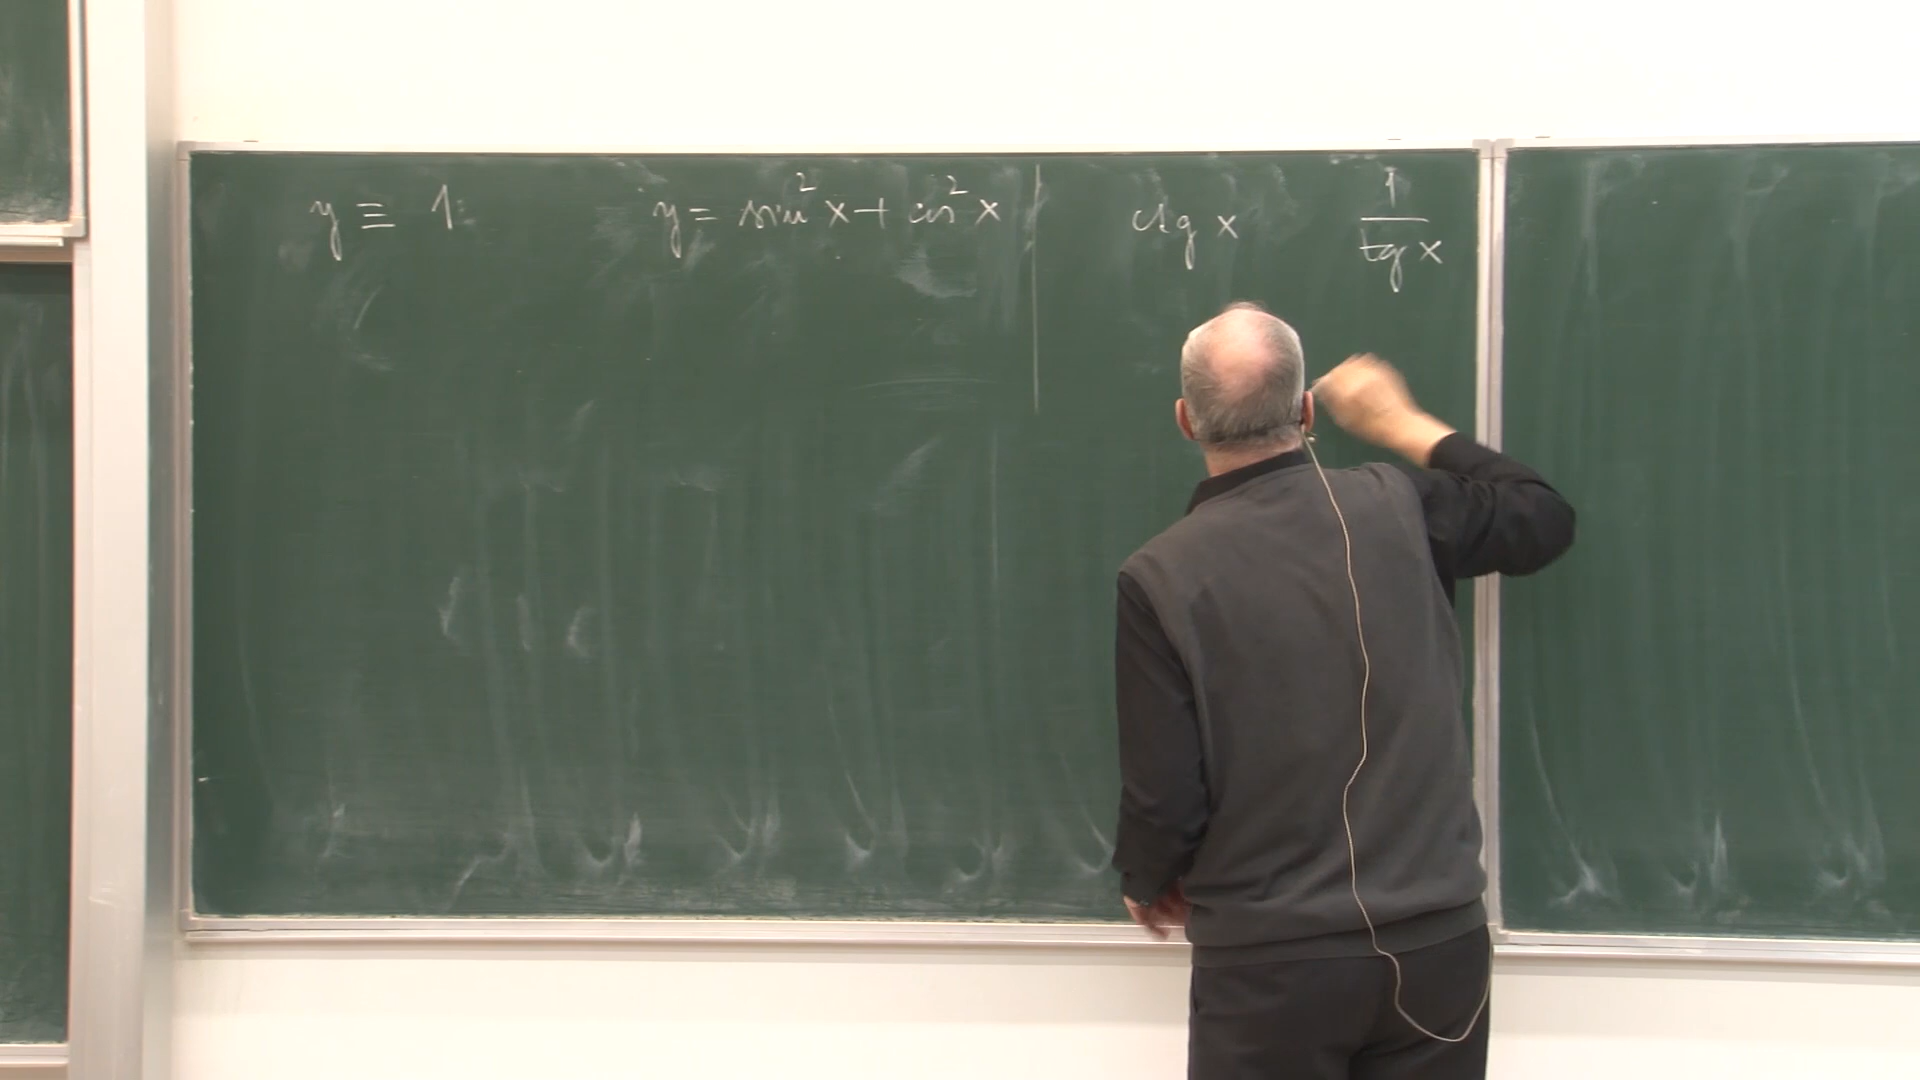 y ≡ 1
y = sin² x + cos² x
ctg x
1
tg x